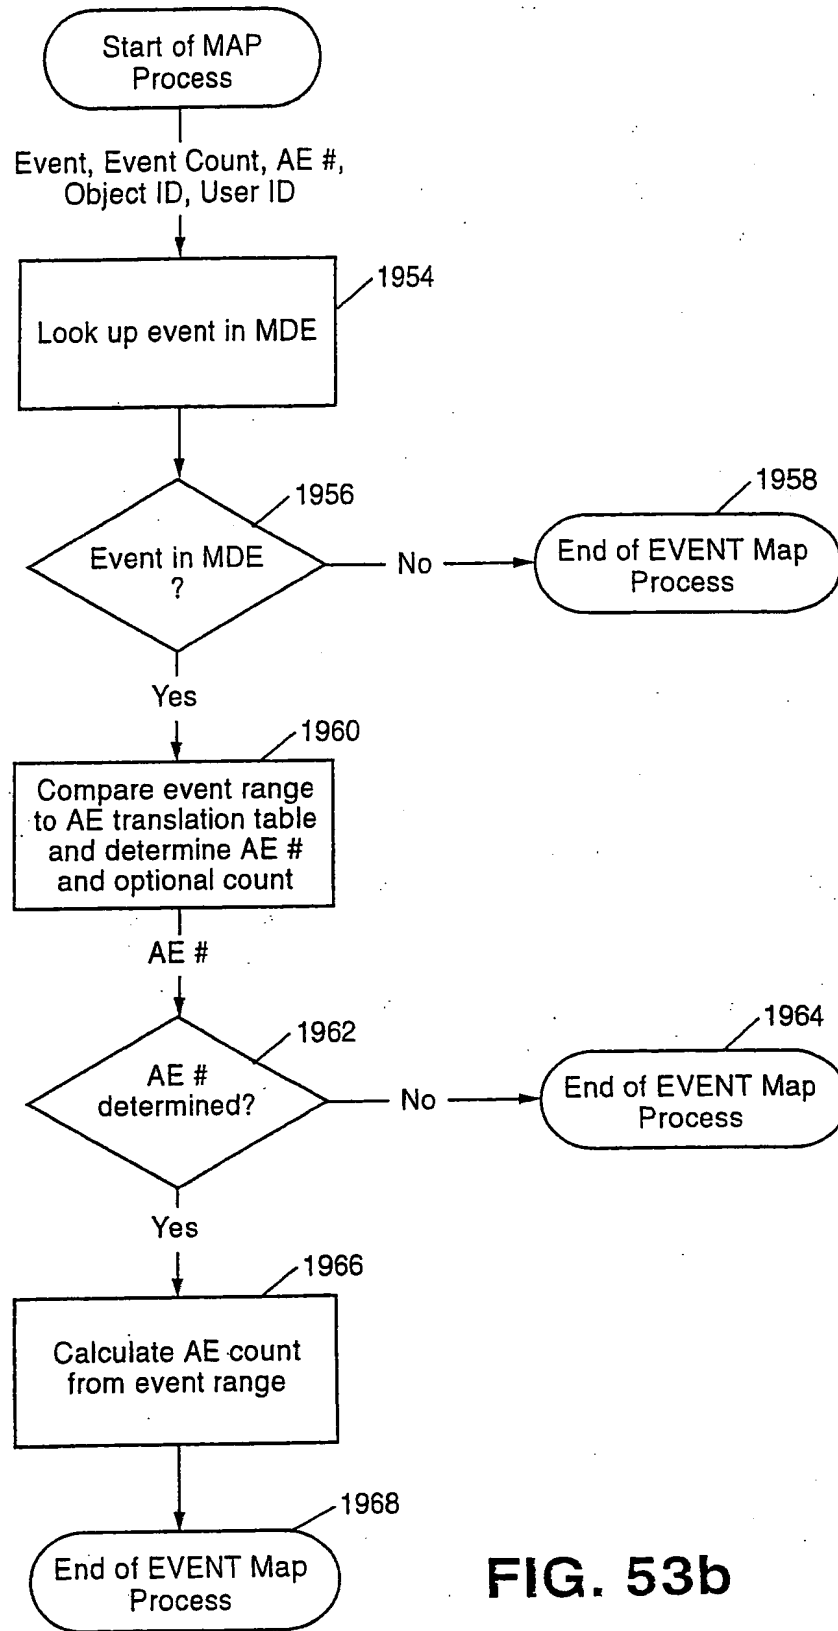 Start of MAP
Process
Event, Event Count, AE #,
Object ID, User ID
1954
Look up event in MDE
1956
Event in MDE
?
No
1958
End of EVENT Map
Process
Yes
1960
Compare event range
to AE translation table
and determine AE #
and optional count
AE #
1962
AE #
determined?
No
1964
End of EVENT Map
Process
Yes
1966
Calculate AE count
from event range
1968
End of EVENT Map
Process
FIG. 53b